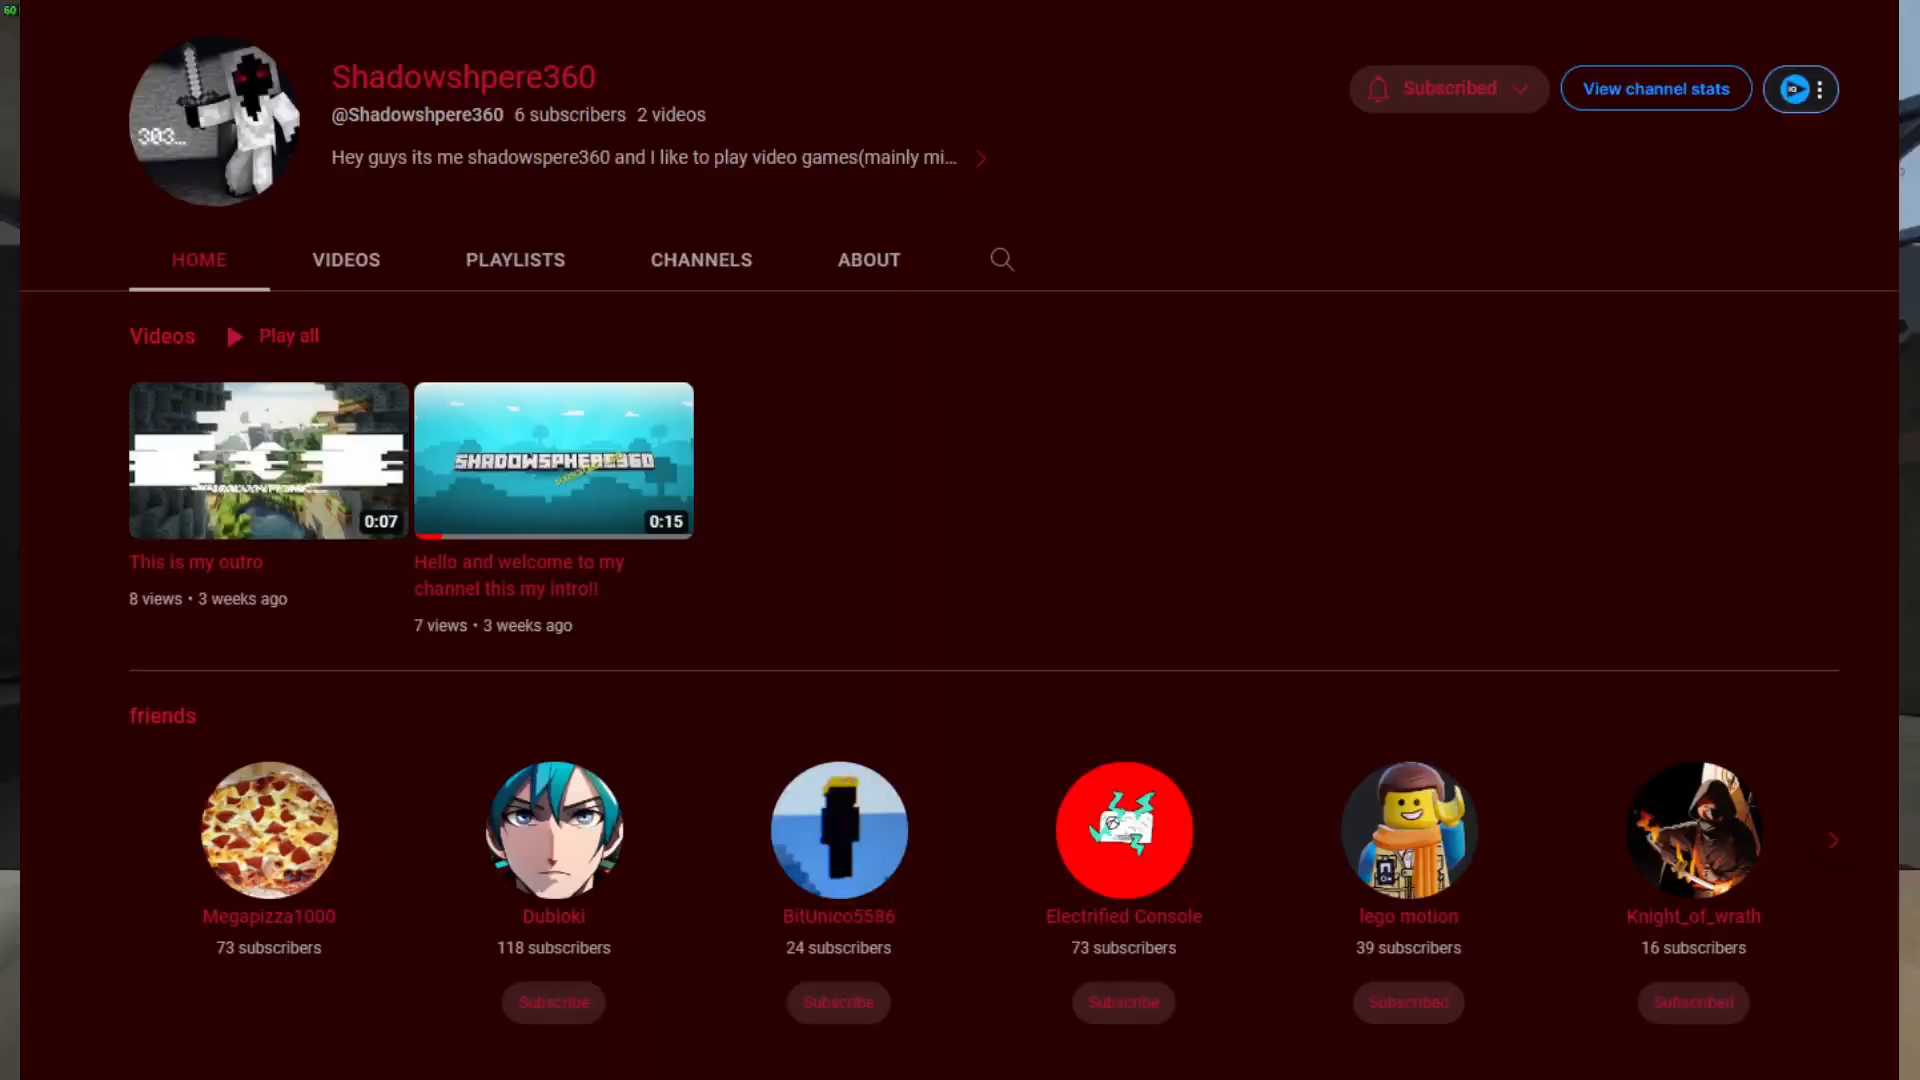 60
Shadowshpere360
@Shadowshpere360 6 subscribers 2 videos
Hey guys its me shadowspere360 and I like to play video games(mainly mi...
Subscribed
View channel stats
303...
HOME VIDEOS PLAYLISTS CHANNELS ABOUT
Videos Play all
0:07
SHADOWSPHERE360
0:15
This is my outro
8 views • 3 weeks ago
Hello and welcome to my
channel this my intro!!
7 views • 3 weeks ago
friends
Megapizza1000
73 subscribers
Dubloki
118 subscribers
Subscribe
BitUnico5586
24 subscribers
Subscribe
Electrified Console
73 subscribers
Subscribe
lego motion
39 subscribers
Subscribed
Knight_of_wrath
16 subscribers
Subscribed